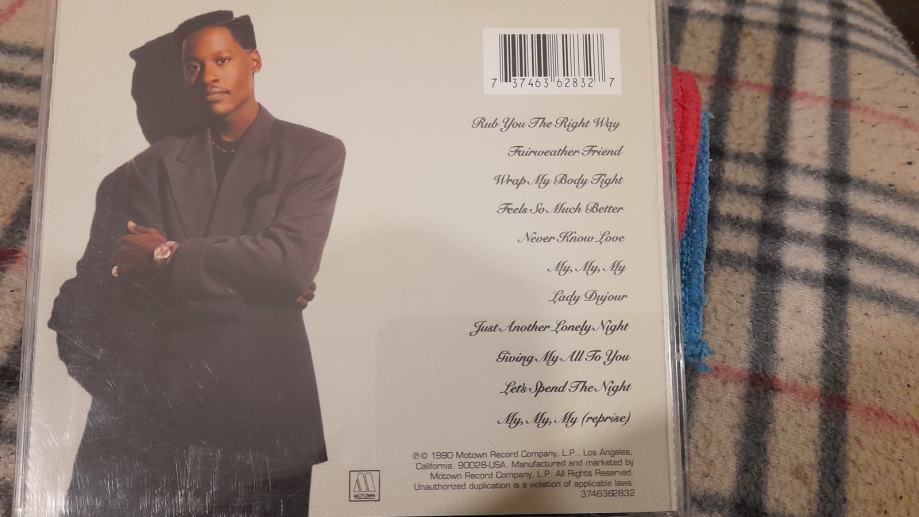 7 37463 62832 7
Rub You The Right Way
Fairweather Friend
Wrap My Body Tight
Feels So Much Better
Never Know Love
My, My, My
Lady Dujour
Just Another Lonely Night
Giving My All To You
Let's Spend The Night
My, My, My (reprise)
℗ © 1990 Motown Record Company, L.P., Los Angeles,
California, 90028-USA. Manufactured and marketed by
Motown Record Company, L.P. All Rights Reserved.
Unauthorized duplication is a violation of applicable laws.
3746362832
M
MOTOWN